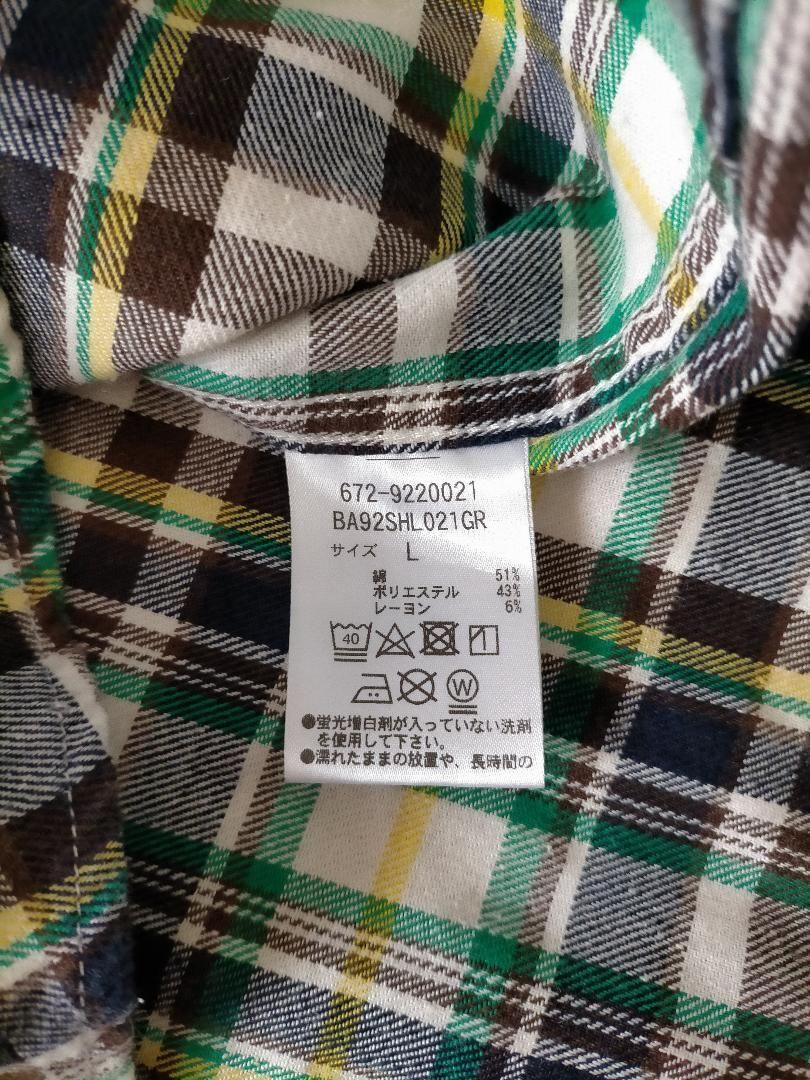 672-9220021
BA92SHL021GR
サイズ L
綿 51%
ポリエステル 43%
レーヨン 6%
40
W
●蛍光増白剤が入っていない洗剤
を使用して下さい。
●濡れたままの放置や、長時間の